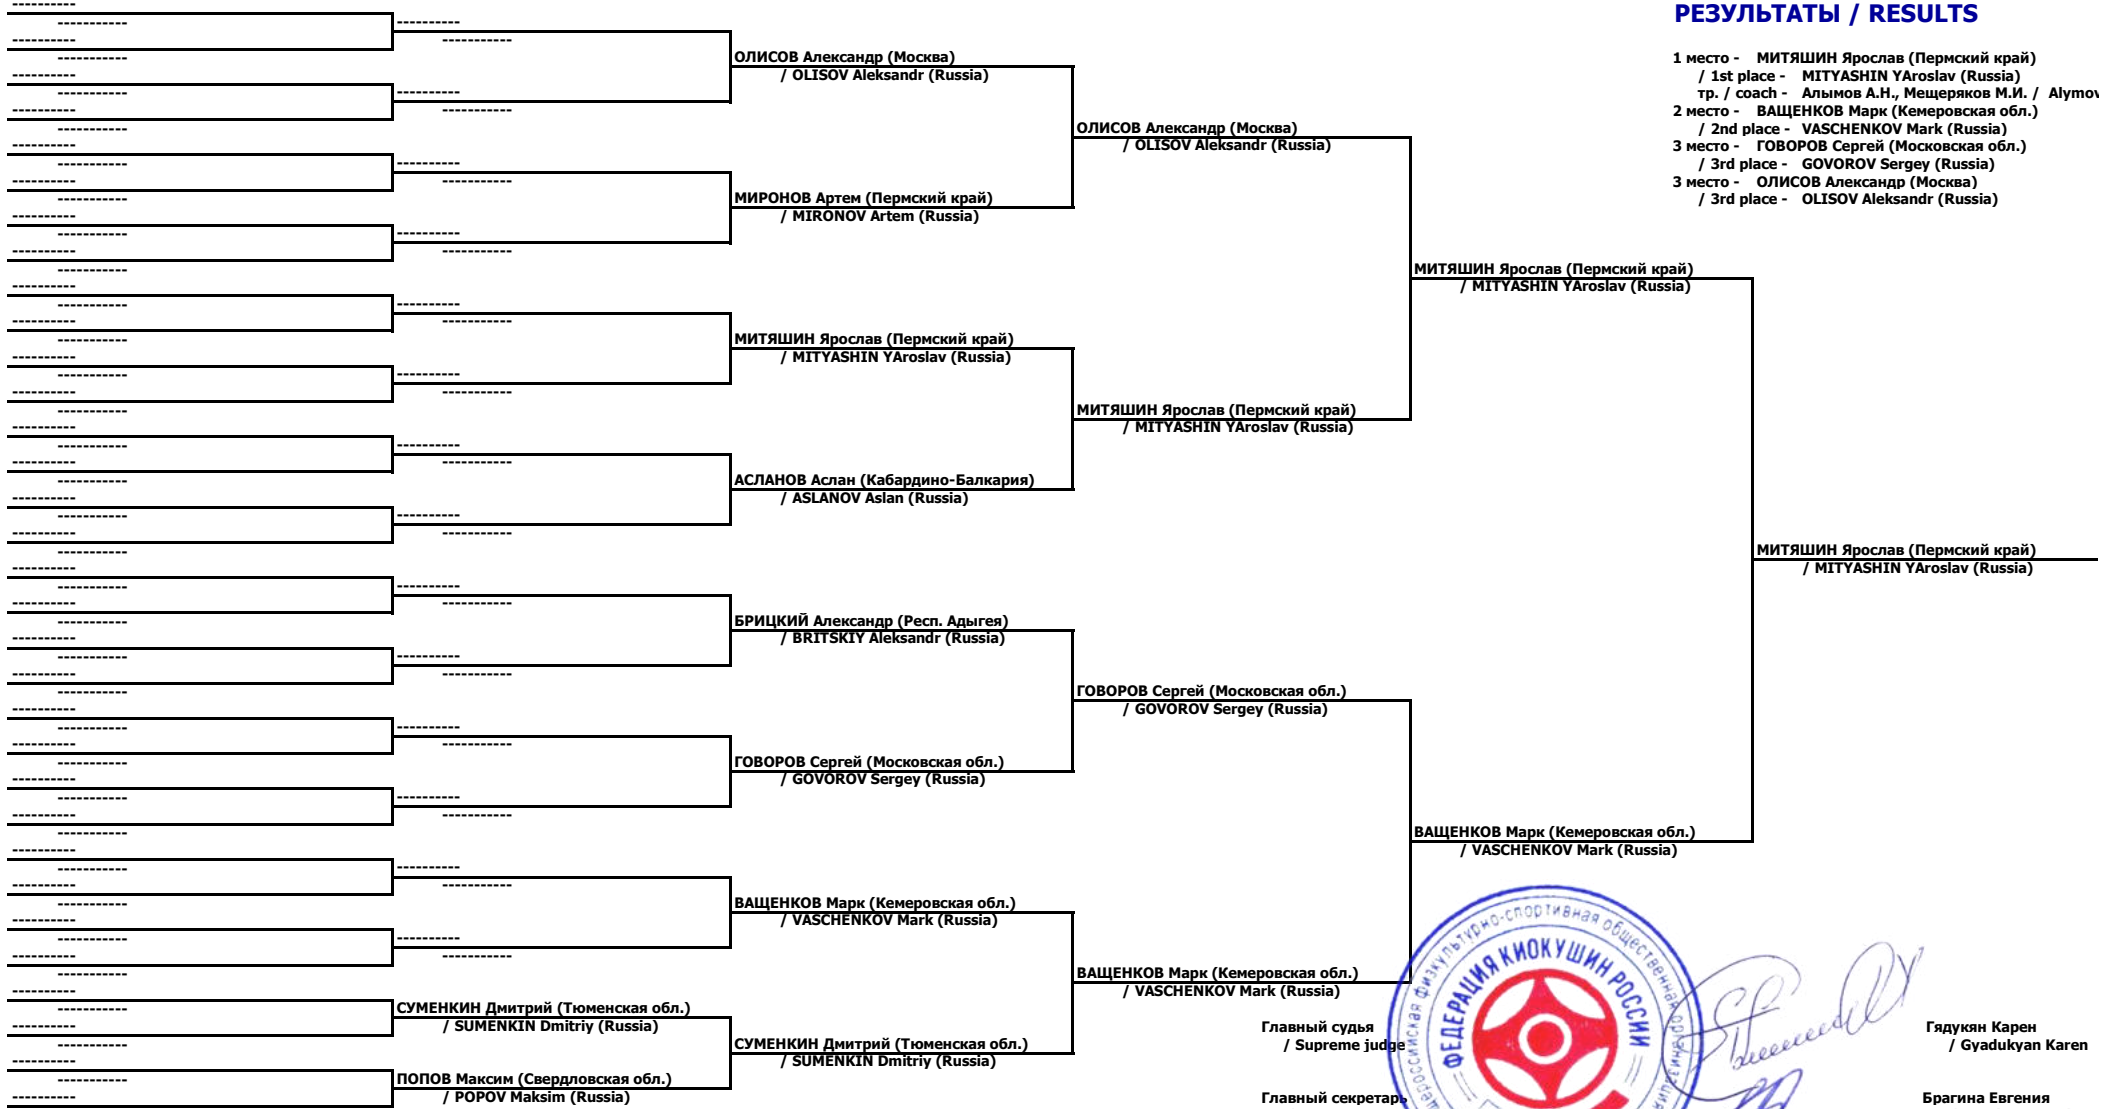 РЕЗУЛЬТАТЫ / RESULTS
1 место - МИТЯШИН Ярослав (Пермский край)
/ 1st place - MITYASHIN YAroslav (Russia)
тр. / coach - Алымов А.Н., Мещеряков М.И. / Alymov
2 место - ВАЩЕНКОВ Марк (Кемеровская обл.)
/ 2nd place - VASCHENKOV Mark (Russia)
3 место - ГОВОРОВ Сергей (Московская обл.)
/ 3rd place - GOVOROV Sergey (Russia)
3 место - ОЛИСОВ Александр (Москва)
/ 3rd place - OLISOV Aleksandr (Russia)
СУМЕНКИН Дмитрий (Тюменская обл.)
/ SUMENKIN Dmitriy (Russia)
ПОПОВ Максим (Свердловская обл.)
/ POPOV Maksim (Russia)
ОЛИСОВ Александр (Москва)
/ OLISOV Aleksandr (Russia)
МИРОНОВ Артем (Пермский край)
/ MIRONOV Artem (Russia)
МИТЯШИН Ярослав (Пермский край)
/ MITYASHIN YAroslav (Russia)
АСЛАНОВ Аслан (Кабардино-Балкария)
/ ASLANOV Aslan (Russia)
БРИЦКИЙ Александр (Респ. Адыгея)
/ BRITSKIY Aleksandr (Russia)
ГОВОРОВ Сергей (Московская обл.)
/ GOVOROV Sergey (Russia)
ВАЩЕНКОВ Марк (Кемеровская обл.)
/ VASCHENKOV Mark (Russia)
СУМЕНКИН Дмитрий (Тюменская обл.)
/ SUMENKIN Dmitriy (Russia)
ОЛИСОВ Александр (Москва)
/ OLISOV Aleksandr (Russia)
МИТЯШИН Ярослав (Пермский край)
/ MITYASHIN YAroslav (Russia)
ГОВОРОВ Сергей (Московская обл.)
/ GOVOROV Sergey (Russia)
ВАЩЕНКОВ Марк (Кемеровская обл.)
/ VASCHENKOV Mark (Russia)
МИТЯШИН Ярослав (Пермский край)
/ MITYASHIN YAroslav (Russia)
ВАЩЕНКОВ Марк (Кемеровская обл.)
/ VASCHENKOV Mark (Russia)
МИТЯШИН Ярослав (Пермский край)
/ MITYASHIN YAroslav (Russia)
Главный судья
/ Supreme judge
Гядукян Карен
/ Gyadukyan Karen
Главный секретарь
Брагина Евгения
физкультурно-спортивная общественная организация
ФЕДЕРАЦИЯ КИОКУШИН РОССИИ